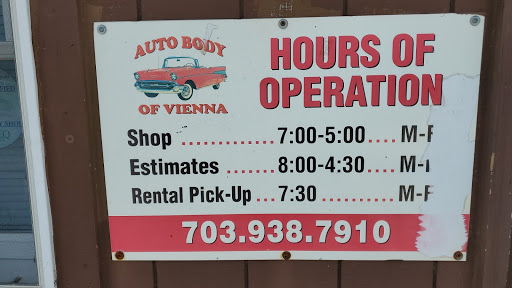 AUTO BODY
OF VIENNA
HOURS OF
OPERATION
Shop ........... 7:00-5:00 .... M-F
Estimates ....... 8:00-4:30 .... M-
Rental Pick-Up ... 7:30 .......... M-F
703.938.7910